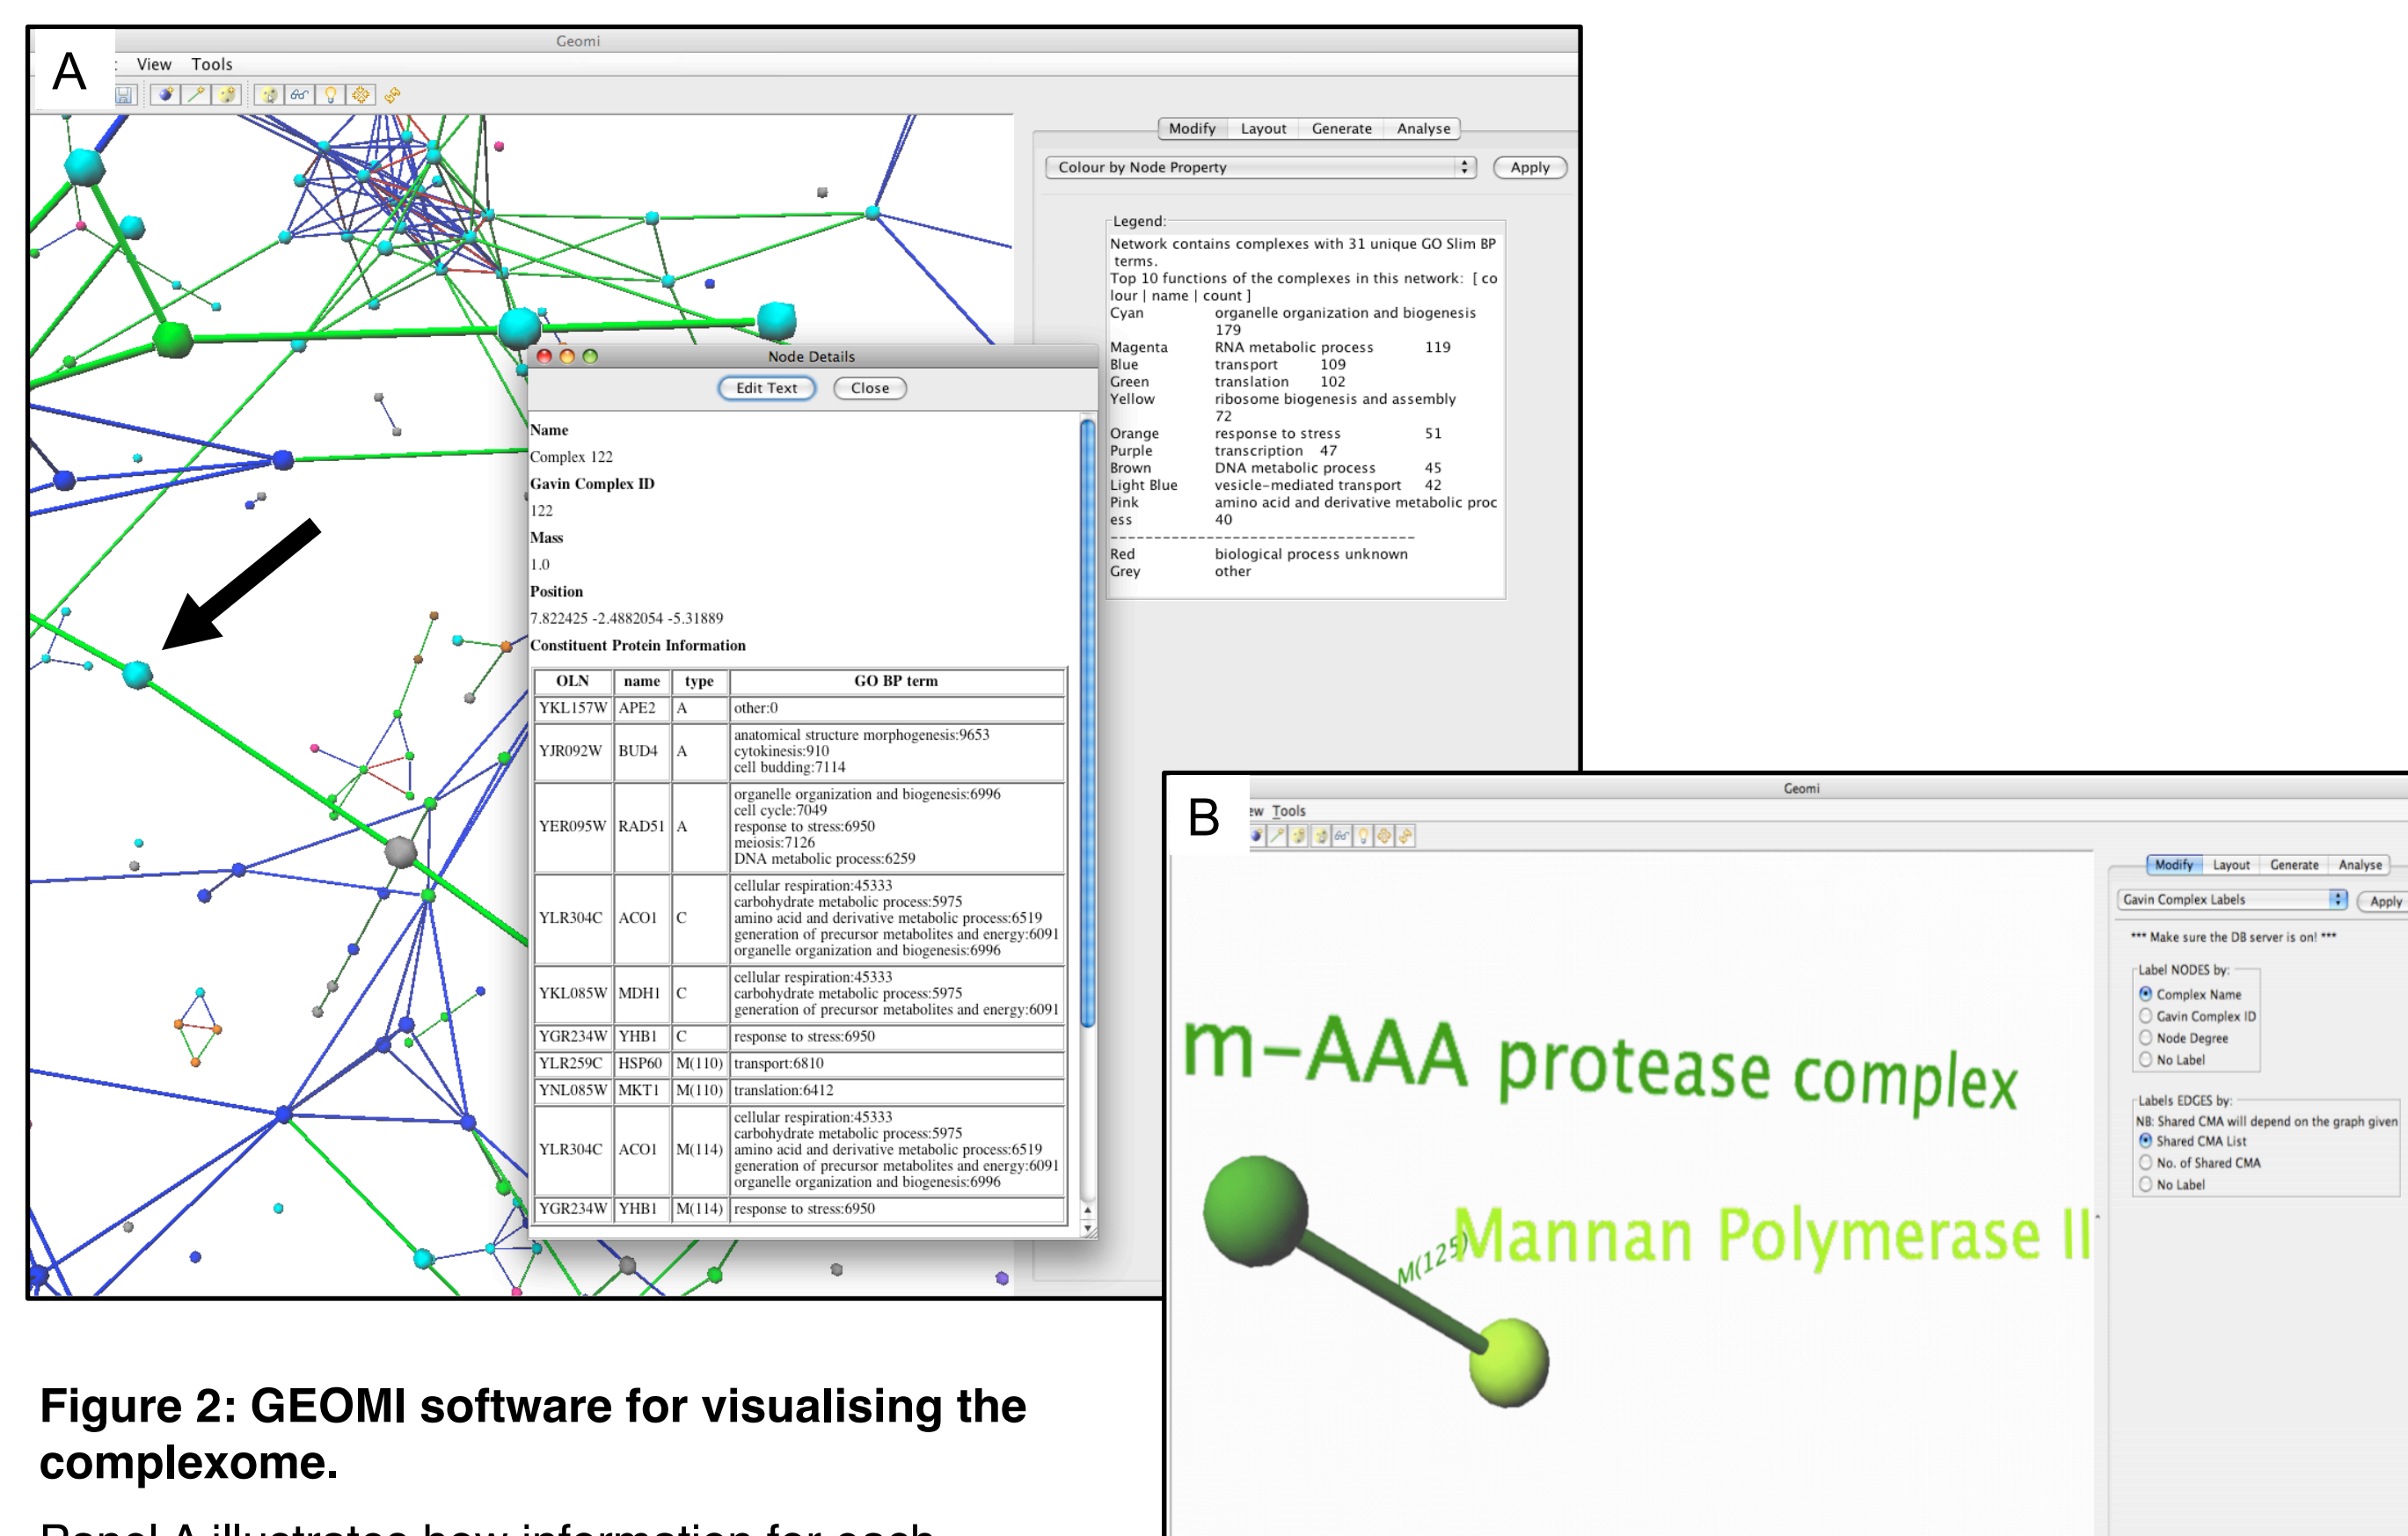 A
Geomi
View Tools
Modify Layout Generate Analyse
Colour by Node Property Apply
Legend:
Network contains complexes with 31 unique GO Slim BP
terms.
Top 10 functions of the complexes in this network: [ co
lour | name | count ]
Cyan organelle organization and biogenesis
179
Magenta RNA metabolic process 119
Blue transport 109
Green translation 102
Yellow ribosome biogenesis and assembly
72
Orange response to stress 51
Purple transcription 47
Brown DNA metabolic process 45
Light Blue vesicle-mediated transport 42
Pink amino acid and derivative metabolic proc
ess 40
-----------------------------------
Red biological process unknown
Grey other
Node Details
Edit Text Close
Name
Complex 122
Gavin Complex ID
122
Mass
1.0
Position
7.822425 -2.4882054 -5.31889
Constituent Protein Information
OLN name type GO BP term
YKL157W APE2 A other:0
YJR092W BUD4 A anatomical structure morphogenesis:9653
cytokinesis:910
cell budding:7114
YER095W RAD51 A organelle organization and biogenesis:6996
cell cycle:7049
response to stress:6950
meiosis:7126
DNA metabolic process:6259
YLR304C ACO1 C cellular respiration:45333
carbohydrate metabolic process:5975
amino acid and derivative metabolic process:6519
generation of precursor metabolites and energy:6091
organelle organization and biogenesis:6996
YKL085W MDH1 C cellular respiration:45333
carbohydrate metabolic process:5975
generation of precursor metabolites and energy:6091
YGR234W YHB1 C response to stress:6950
YLR259C HSP60 M(110) transport:6810
YNL085W MKT1 M(110) translation:6412
YLR304C ACO1 M(114) cellular respiration:45333
carbohydrate metabolic process:5975
amino acid and derivative metabolic process:6519
generation of precursor metabolites and energy:6091
organelle organization and biogenesis:6996
YGR234W YHB1 M(114) response to stress:6950
B
Geomi
ew Tools
Modify Layout Generate Analyse
Gavin Complex Labels Apply
*** Make sure the DB server is on! ***
Label NODES by:
Complex Name
Gavin Complex ID
Node Degree
No Label
Labels EDGES by:
NB: Shared CMA will depend on the graph given
Shared CMA List
No. of Shared CMA
No Label
m-AAA protease complex
Mannan Polymerase II
M(125)
Figure 2: GEOMI software for visualising the
complexome.
Panel A illustrates how information for each